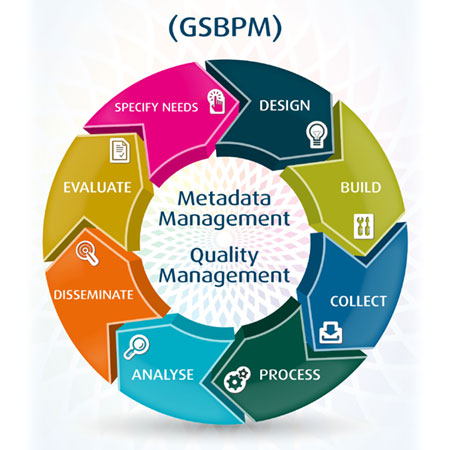 (GSBPM)
SPECIFY NEEDS
DESIGN
BUILD
COLLECT
PROCESS
ANALYSE
DISSEMINATE
EVALUATE
Metadata
Management
Quality
Management